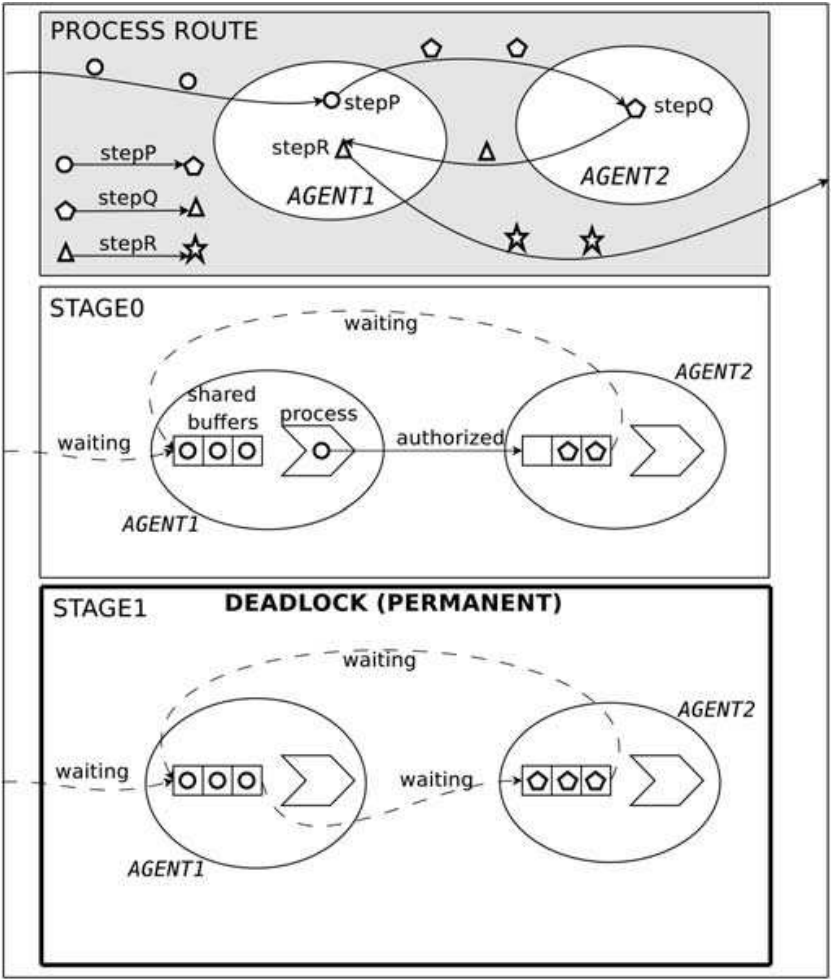 PROCESS ROUTE
stepP
stepQ
stepR
AGENT1
AGENT2
stepP
stepQ
stepR
STAGE0
waiting
AGENT2
shared
buffers
process
waiting
authorized
AGENT1
STAGE1
DEADLOCK (PERMANENT)
waiting
AGENT2
waiting
waiting
AGENT1